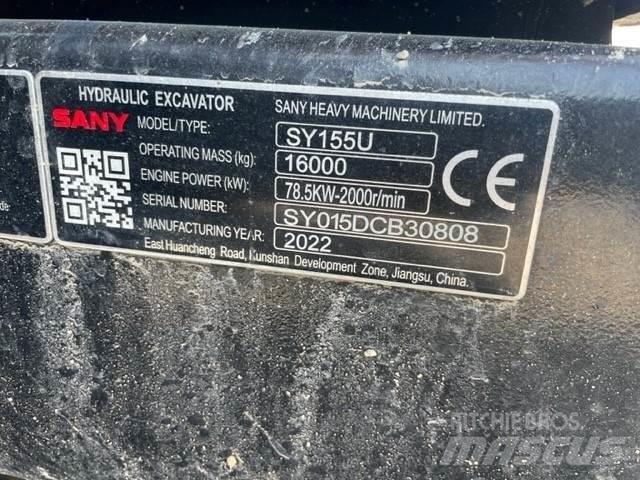 HYDRAULIC EXCAVATOR
SANY HEAVY MACHINERY LIMITED.
SANY
MODEL/TYPE: SY155U
OPERATING MASS (kg): 16000
ENGINE POWER (kW): 78.5KW-2000r/min
SERIAL NUMBER: SY015DCB30808
MANUFACTURING YEAR: 2022
East Huancheng Road, Kunshan Development Zone, Jiangsu, China.
CE
RITCHIE BROS.
MASCUS